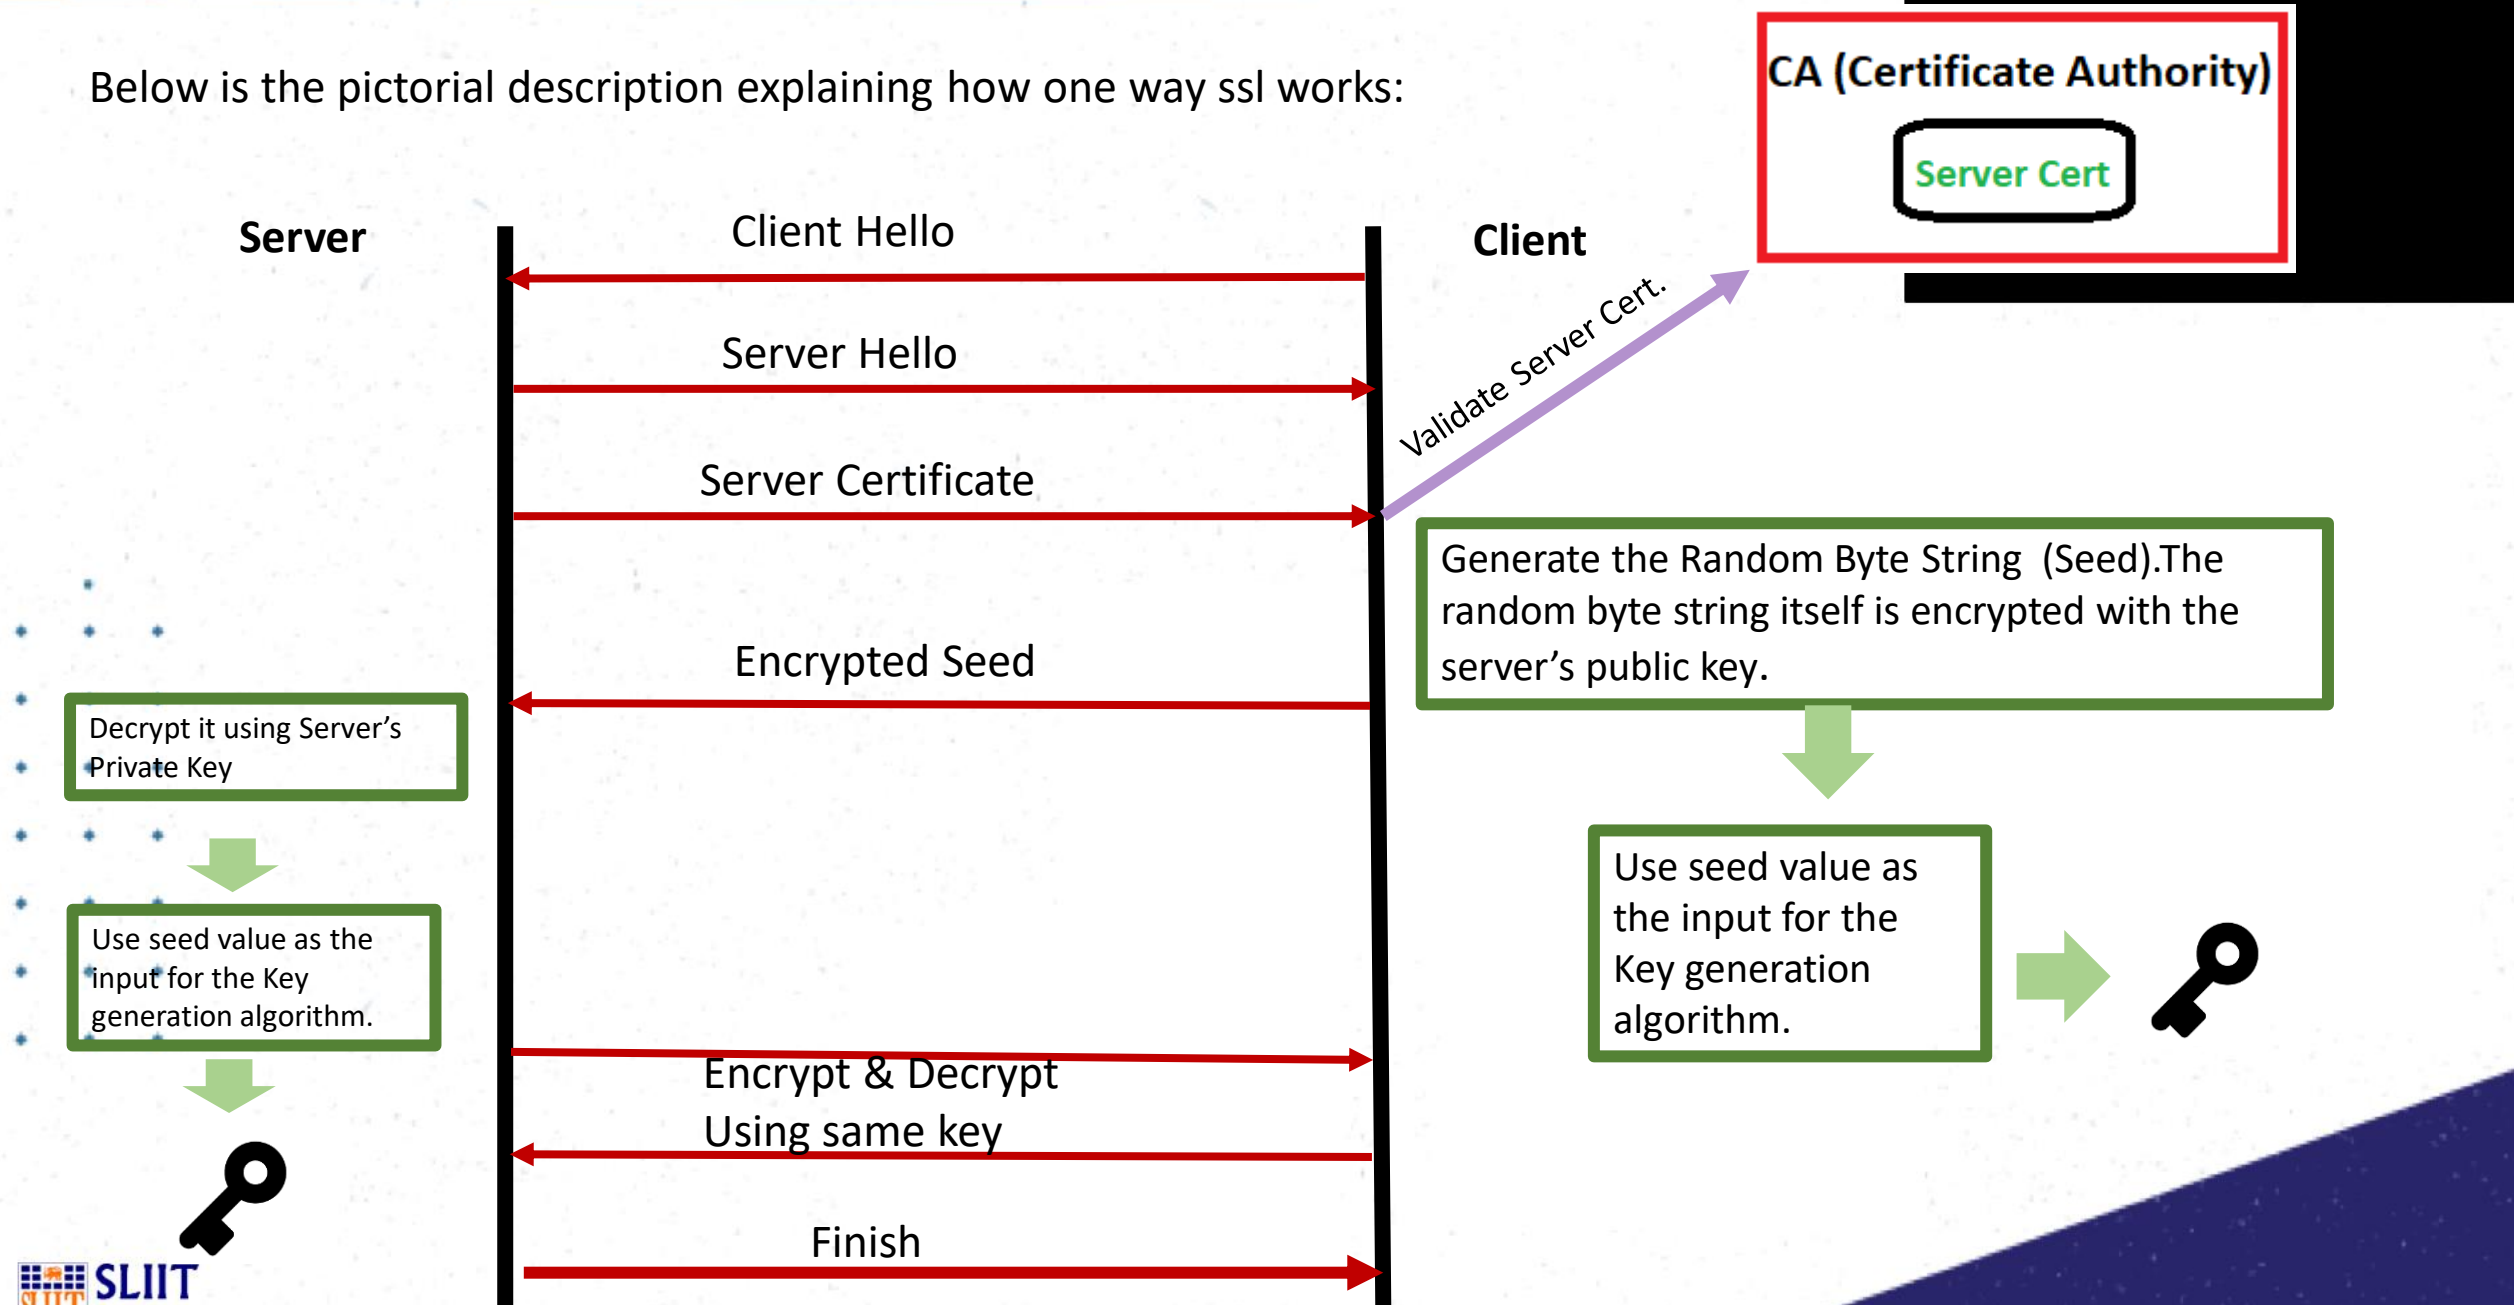 Below is the pictorial description explaining how one way ssl works:
CA (Certificate Authority)
Server Cert
Server
Client Hello
Client
Validate Server Cert.
Server Hello
Server Certificate
Generate the Random Byte String  (Seed).The
random byte string itself is encrypted with the
server’s public key.
Encrypted Seed
Decrypt it using Server’s
Private Key
Use seed value as
the input for the
Key generation
algorithm.
Use seed value as the
input for the Key
generation algorithm.
Encrypt & Decrypt
Using same key
Finish
SLIIT
SLIIT